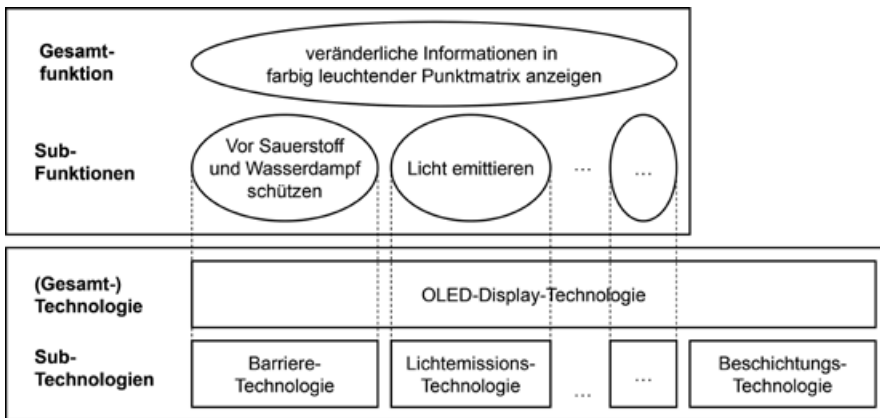 Gesamt-
funktion
veränderliche Informationen in
farbig leuchtender Punktmatrix anzeigen
Sub-
Funktionen
Vor Sauerstoff
und Wasserdampf
schützen
Licht emittieren
...
...
(Gesamt-)
Technologie
OLED-Display-Technologie
Sub-
Technologien
Barriere-
Technologie
Lichtemissions-
Technologie
...
...
Beschichtungs-
Technologie